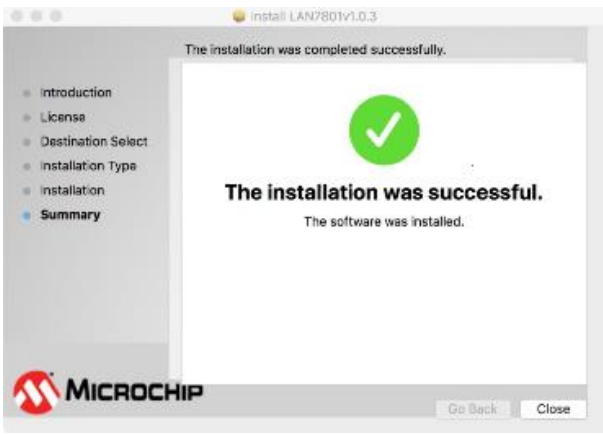 Install LAN7801v1.0.3
The installation was completed successfully.
Introduction
License
Destination Select
Installation Type
Installation
Summary
The installation was successful.
The software was installed.
MICROCHIP
Go Back
Close